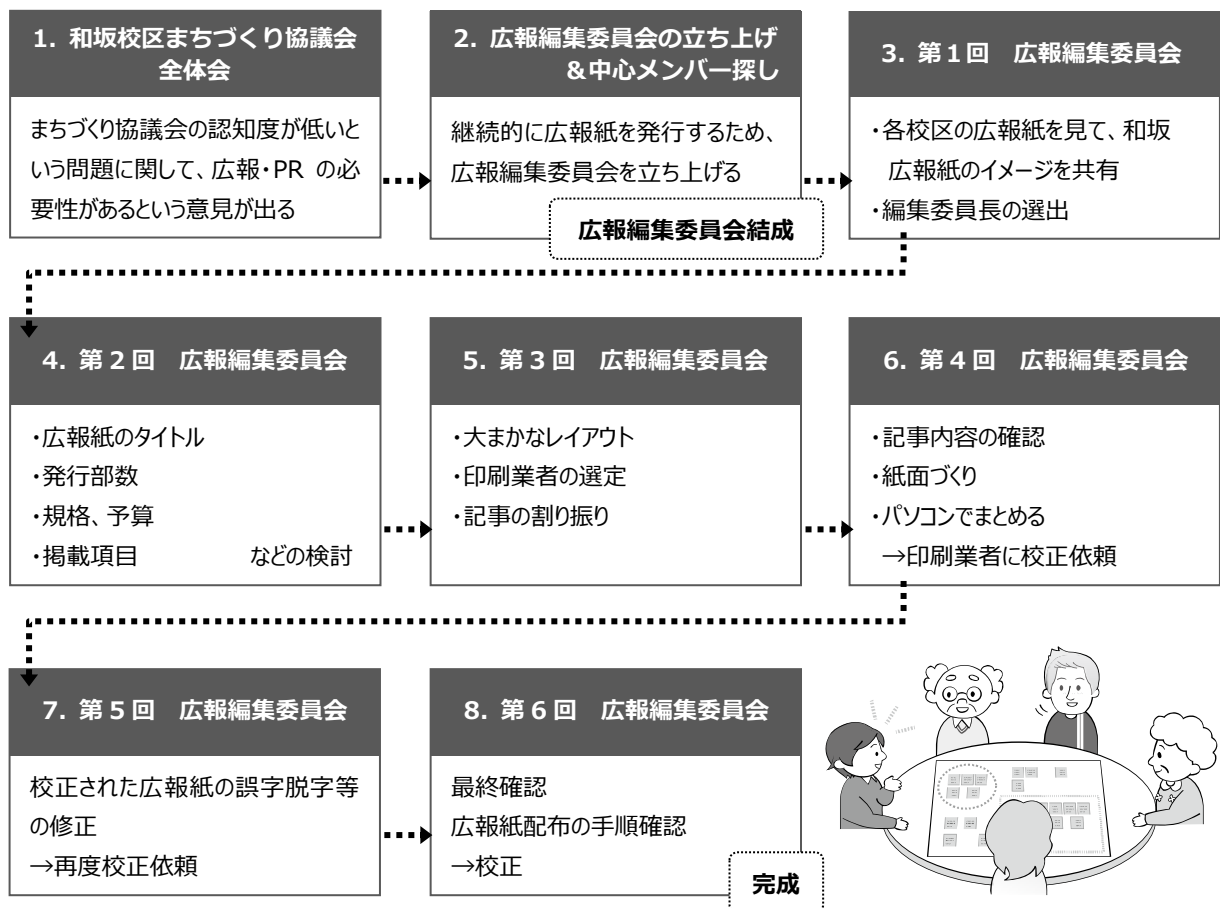 1. 和坂校区まちづくり協議会
全体会
まちづくり協議会の認知度が低いと
いう問題に関して、広報・PR の必
要性があるという意見が出る
2. 広報編集委員会の立ち上げ
＆中心メンバー探し
継続的に広報紙を発行するため、
広報編集委員会を立ち上げる
広報編集委員会結成
3. 第１回　広報編集委員会
・各校区の広報紙を見て、和坂
広報紙のイメージを共有
・編集委員長の選出
4. 第２回　広報編集委員会
・広報紙のタイトル
・発行部数
・規格、予算
・掲載項目　　　　などの検討
5. 第３回　広報編集委員会
・大まかなレイアウト
・印刷業者の選定
・記事の割り振り
6. 第４回　広報編集委員会
・記事内容の確認
・紙面づくり
・パソコンでまとめる
→印刷業者に校正依頼
7. 第５回　広報編集委員会
校正された広報紙の誤字脱字等
の修正
→再度校正依頼
8. 第６回　広報編集委員会
最終確認
広報紙配布の手順確認
→校正
完成